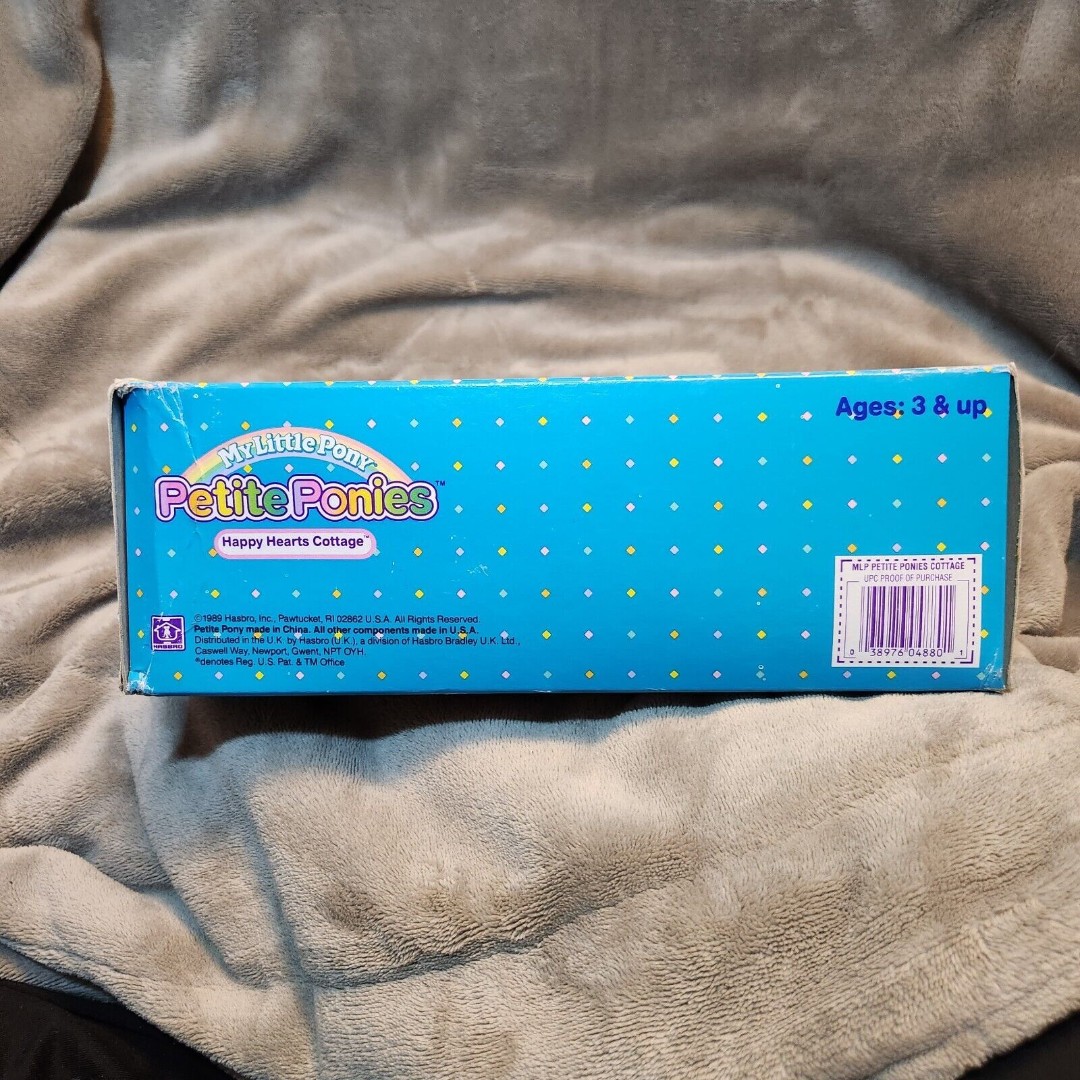 Ages: 3 & up
My Little Pony
Petite Ponies™
Happy Hearts Cottage™
MLP PETITE PONIES COTTAGE
UPC PROOF OF PURCHASE
0 38976 04880 1
HASBRO
©1989 Hasbro, Inc., Pawtucket, RI 02862 U.S.A. All Rights Reserved.
Petite Pony made in China. All other components made in U.S.A.
Distributed in the U.K. by Hasbro (U.K.), a division of Hasbro Bradley U.K. Ltd.,
Caswell Way, Newport, Gwent, NPT OYH.
®denotes Reg. U.S. Pat. & TM Office